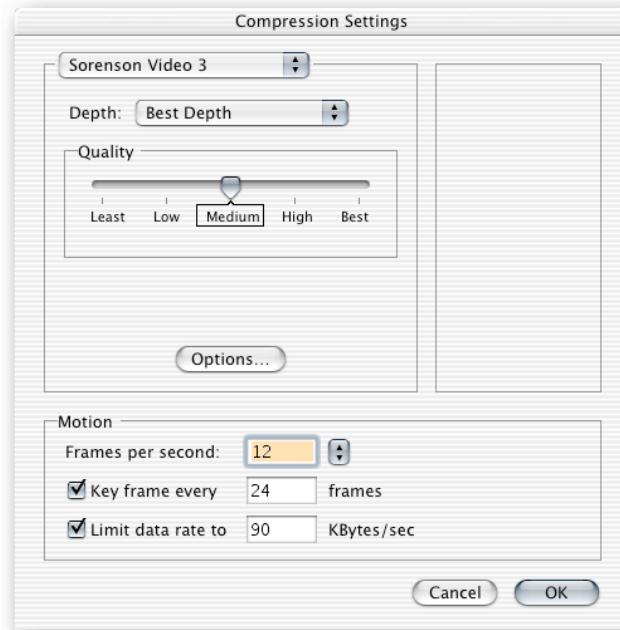 Compression Settings
Sorenson Video 3
Depth: Best Depth
Quality
Least Low Medium High Best
Options...
Motion
Frames per second: 12
Key frame every 24 frames
Limit data rate to 90 KBytes/sec
Cancel OK